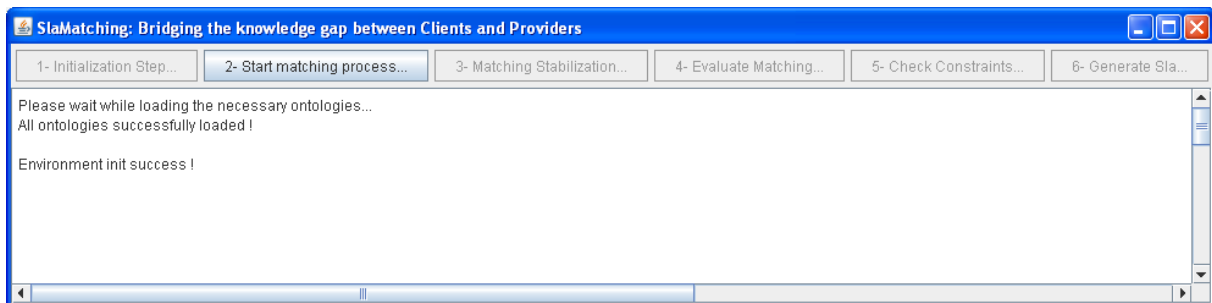 SlaMatching: Bridging the knowledge gap between Clients and Providers
1- Initialization Step... 2- Start matching process... 3- Matching Stabilization... 4- Evaluate Matching... 5- Check Constraints... 6- Generate Sla...
Please wait while loading the necessary ontologies...
All ontologies successfully loaded !
Environment init success !